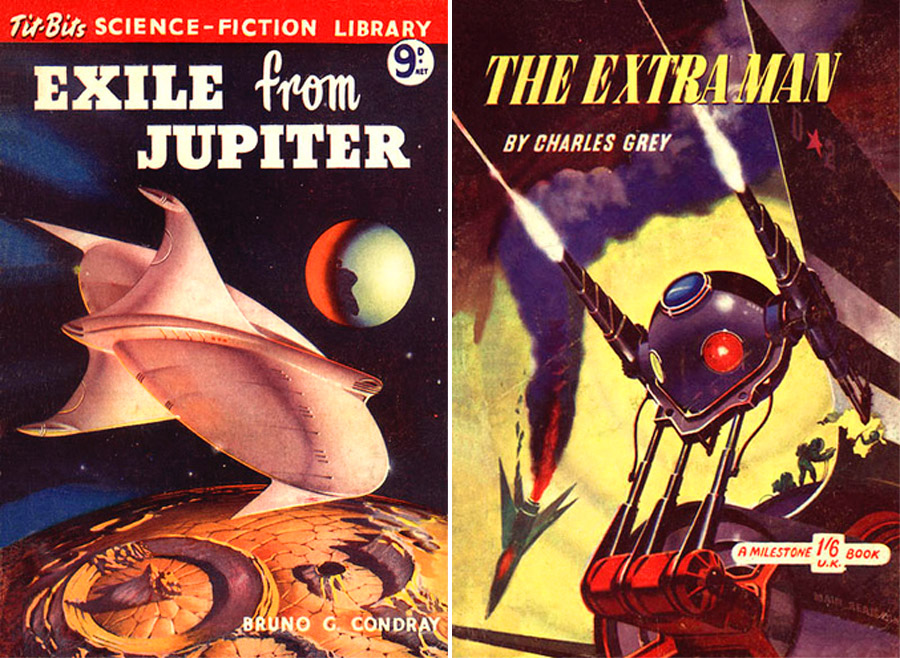 Tit-Bits SCIENCE-FICTION LIBRARY
9D. NET
EXILE from
JUPITER
BRUNO G. CONDRAY
THE EXTRA MAN
BY CHARLES GREY
A MILESTONE 1'6 BOOK
U.K.